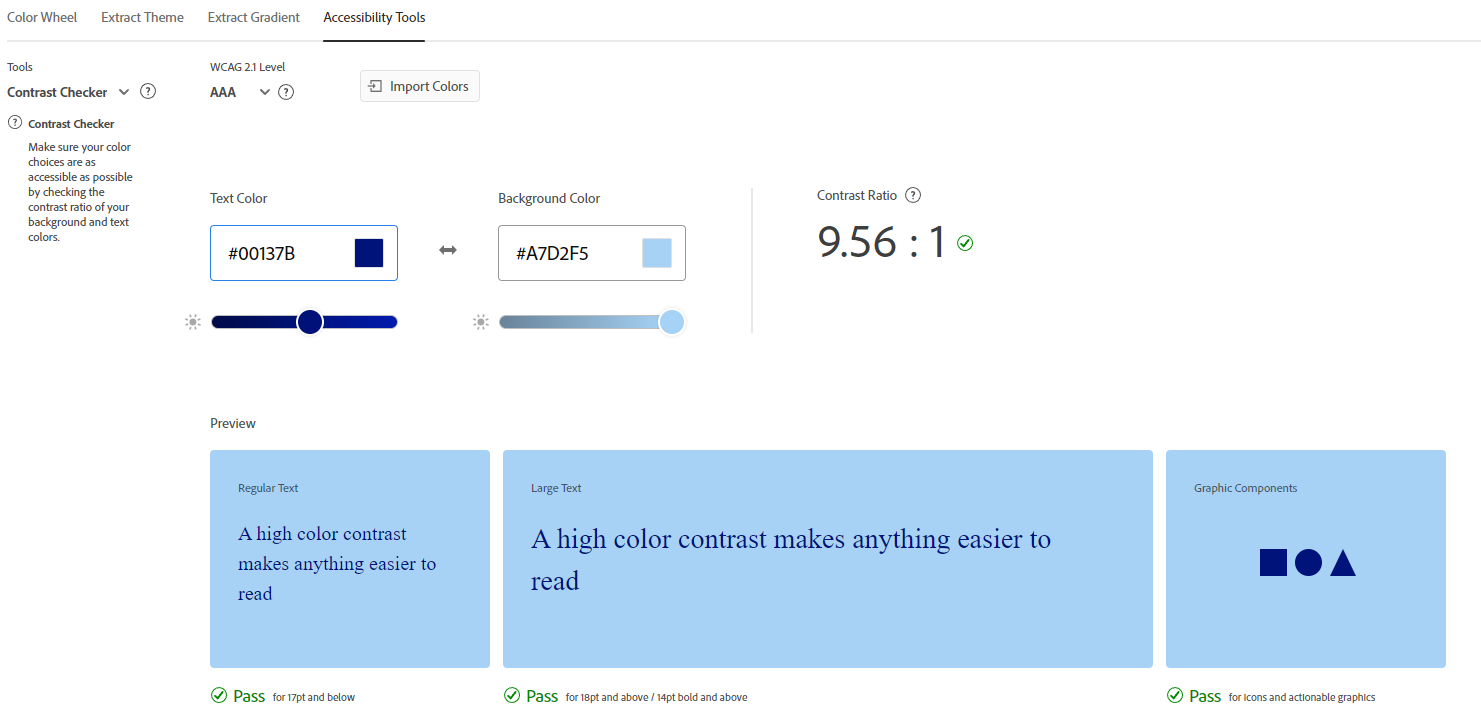 Color Wheel Extract Theme Extract Gradient Accessibility Tools
Tools
Contrast Checker ?
? Contrast Checker
Make sure your color
choices are as
accessible as possible
by checking the
contrast ratio of your
background and text
colors.
WCAG 2.1 Level
AAA ?
Import Colors
Text Color
#00137B
Background Color
#A7D2F5
Contrast Ratio ?
9.56 : 1
Preview
Regular Text
A high color contrast
makes anything easier to
read
Pass for 17pt and below
Large Text
A high color contrast makes anything easier to
read
Pass for 18pt and above / 14pt bold and above
Graphic Components
Pass for icons and actionable graphics